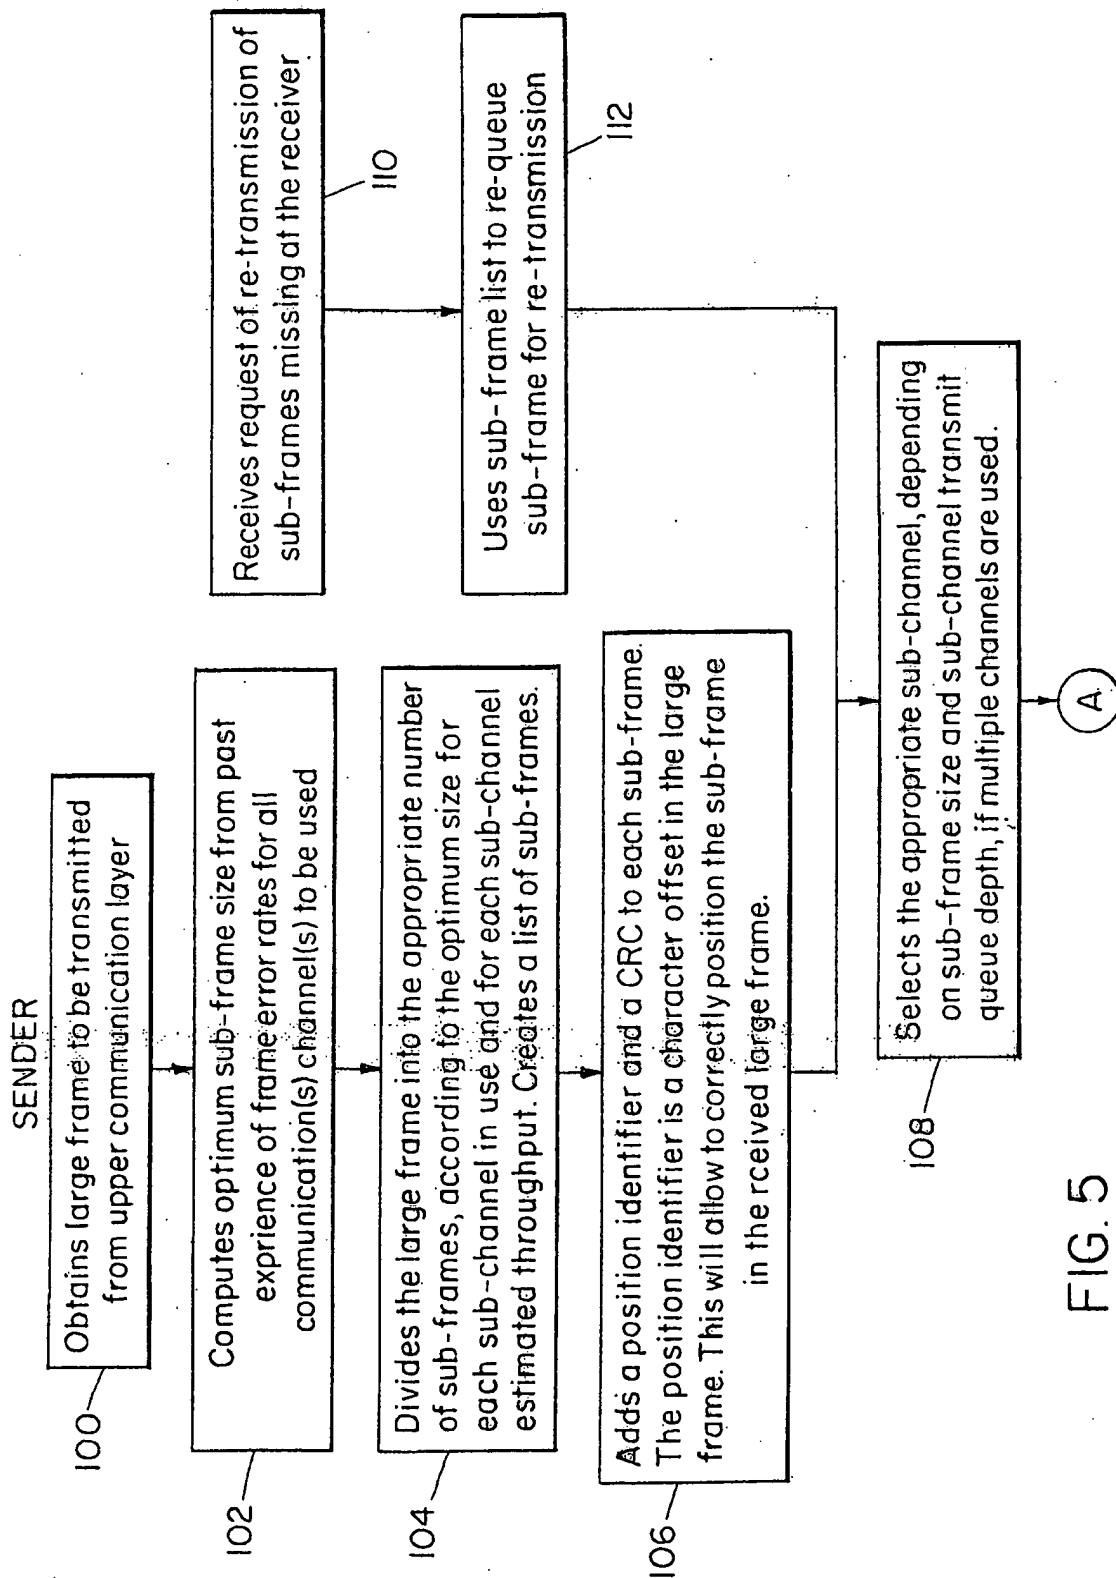 SENDER
Obtains large frame to be transmitted
from upper communication layer
100
Computes optimum sub-frame size from past
exprience of frame error rates for all
communication(s) channel(s) to be used
102
Divides the large frame into the appropriate number
of sub-frames, according to the optimum size for
each sub-channel in use and for each sub-channel
estimated throughput. Creates a list of sub-frames.
104
Adds a position identifier and a CRC to each sub-frame.
The position identifier is a character offset in the large
frame. This will allow to correctly position the sub-frame
in the rceived large frame.
106
Receives request of re-transmission of
sub-frames missing at the receiver
110
Uses sub-frame list to re-queue
sub-frame for re-transmission
112
Selects the appropriate sub-channel, depending
on sub-frame size and sub-channel transmit
queue depth, if multiple channels are used.
108
A
FIG. 5